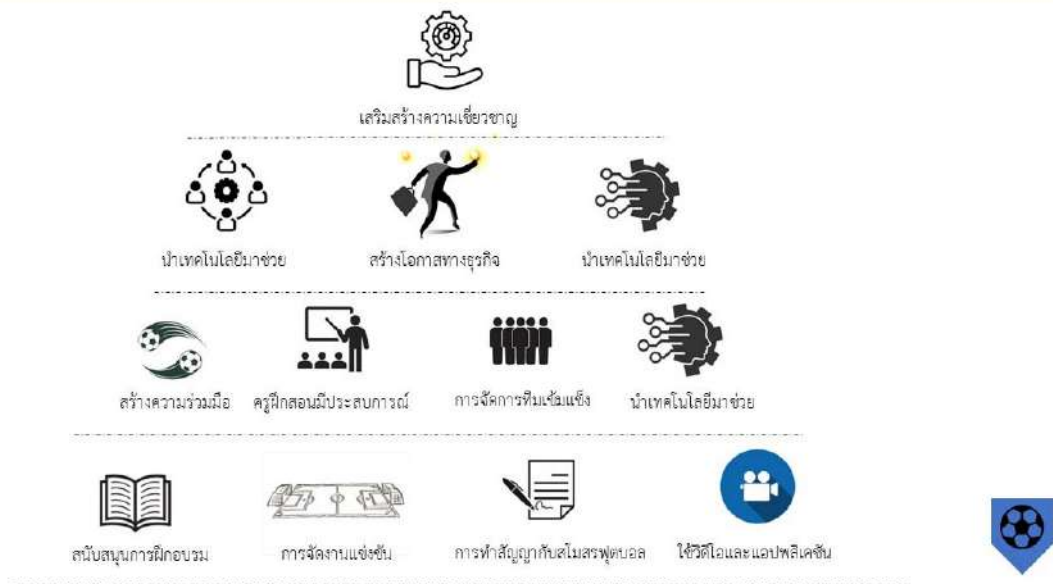 เสริมสร้างความเชี่ยวชาญ
นำเทคโนโลยีมาช่วย
สร้างโอกาสทางธุรกิจ
นำเทคโนโลยีมาช่วย
สร้างความร่วมมือ
ครูฝึกสอนมีประสบการณ์
การจัดการทีมเข้มแข็ง
นำเทคโนโลยีมาช่วย
สนับสนุนการฝึกอบรม
การจัดงานแข่งขัน
การทำสัญญากับสโมสรฟุตบอล
ใช้วิดีโอและแอปพลิเคชัน